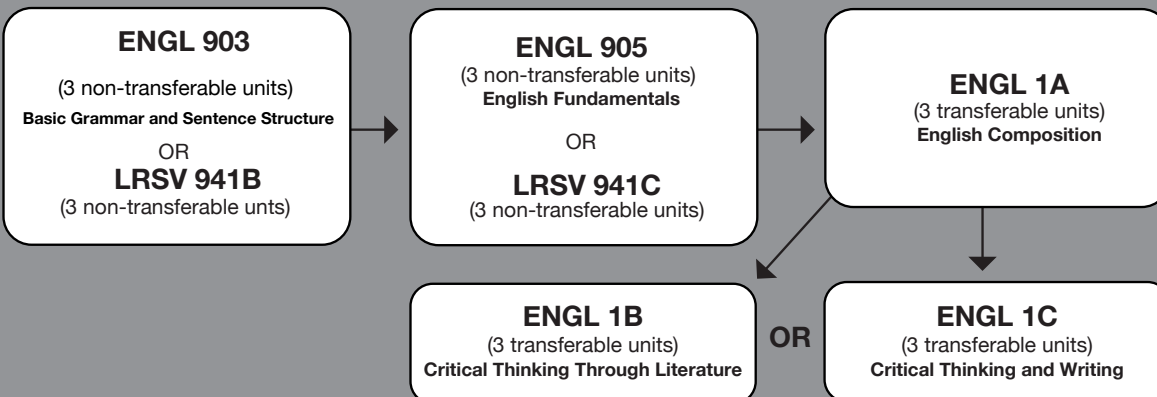 ENGL 903
(3 non-transferable units)
Basic Grammar and Sentence Structure
OR
LRSV 941B
(3 non-transferable unts)
ENGL 905
(3 non-transferable units)
English Fundamentals
OR
LRSV 941C
(3 non-transferable units)
ENGL 1A
(3 transferable units)
English Composition
ENGL 1B
(3 transferable units)
Critical Thinking Through Literature
OR
ENGL 1C
(3 transferable units)
Critical Thinking and Writing